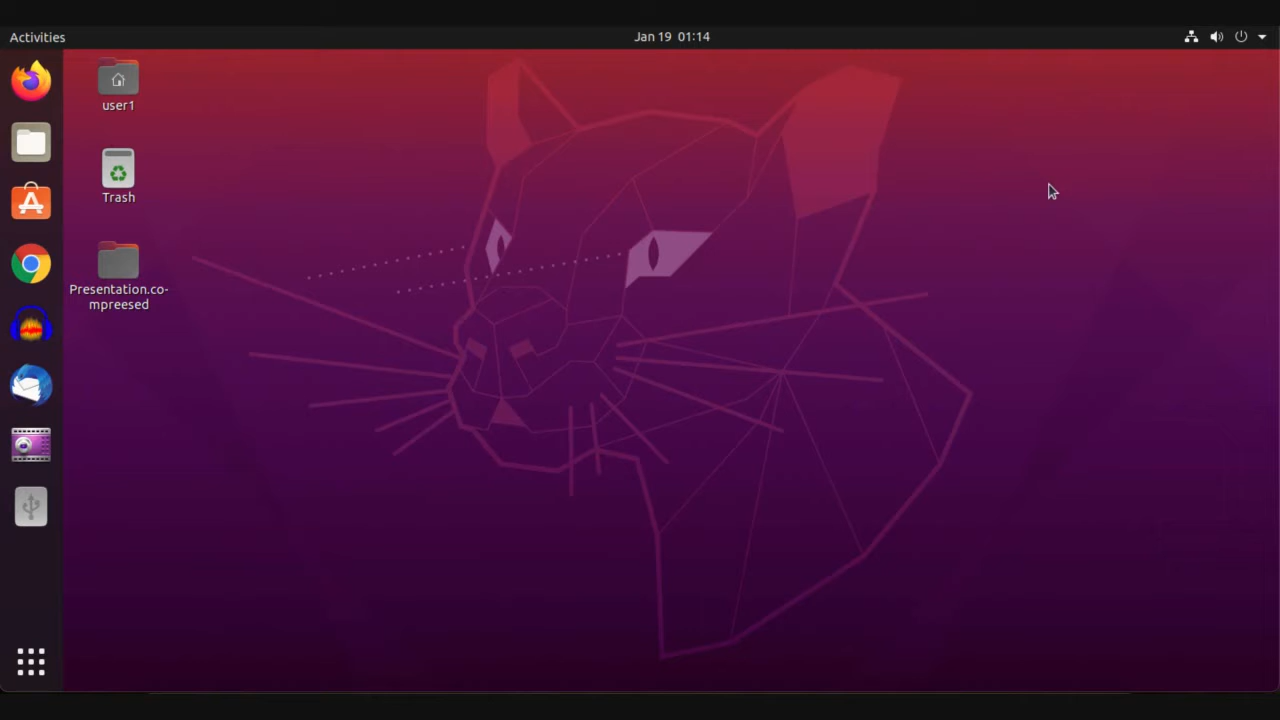 Activities
Jan 19 01:14
user1
Trash
Presentation.co-
mpreesed